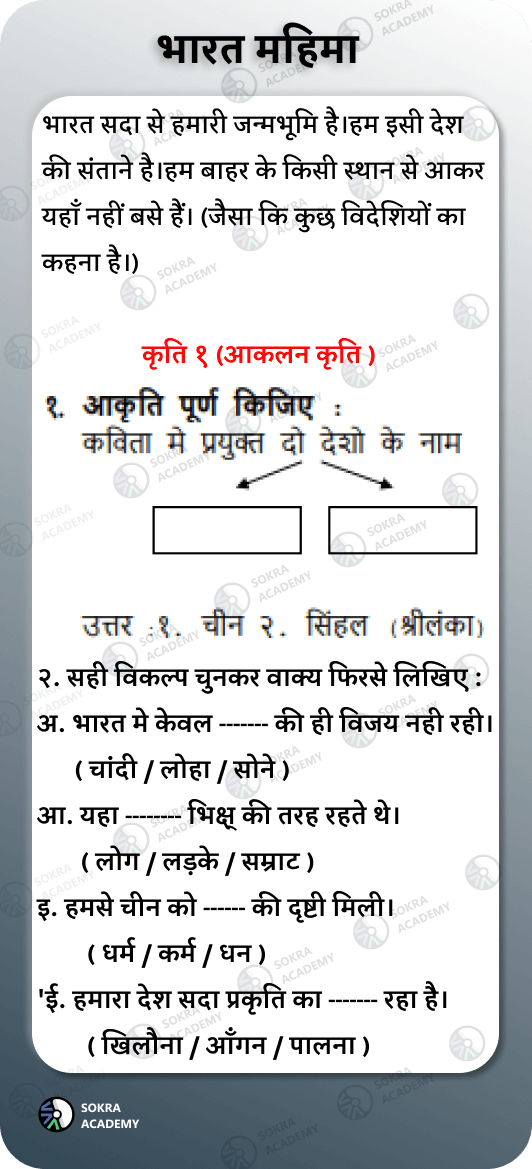 भारत महिमा
भारत सदा से हमारी जन्मभूमि है।हम इसी देश
की संताने है।हम बाहर के किसी स्थान से आकर
यहाँ नहीं बसे हैं। (जैसा कि कुछ विदेशियों का
कहना है।)
कृति १ (आकलन कृति )
१. आकृति पूर्ण किजिए :
कविता मे प्रयुक्त दो देशो के नाम
उत्तर :१. चीन २. सिंहल (श्रीलंका)
२. सही विकल्प चुनकर वाक्य फिरसे लिखिए :
अ. भारत मे केवल ------- की ही विजय नही रही।
( चांदी / लोहा / सोने )
आ. यहा -------- भिक्षू की तरह रहते थे।
( लोग / लड़के / सम्राट )
इ. हमसे चीन को ------ की दृष्टी मिली।
( धर्म / कर्म / धन )
'ई. हमारा देश सदा प्रकृति का ------- रहा है।
( खिलौना / आँगन / पालना )
SOKRA
ACADEMY